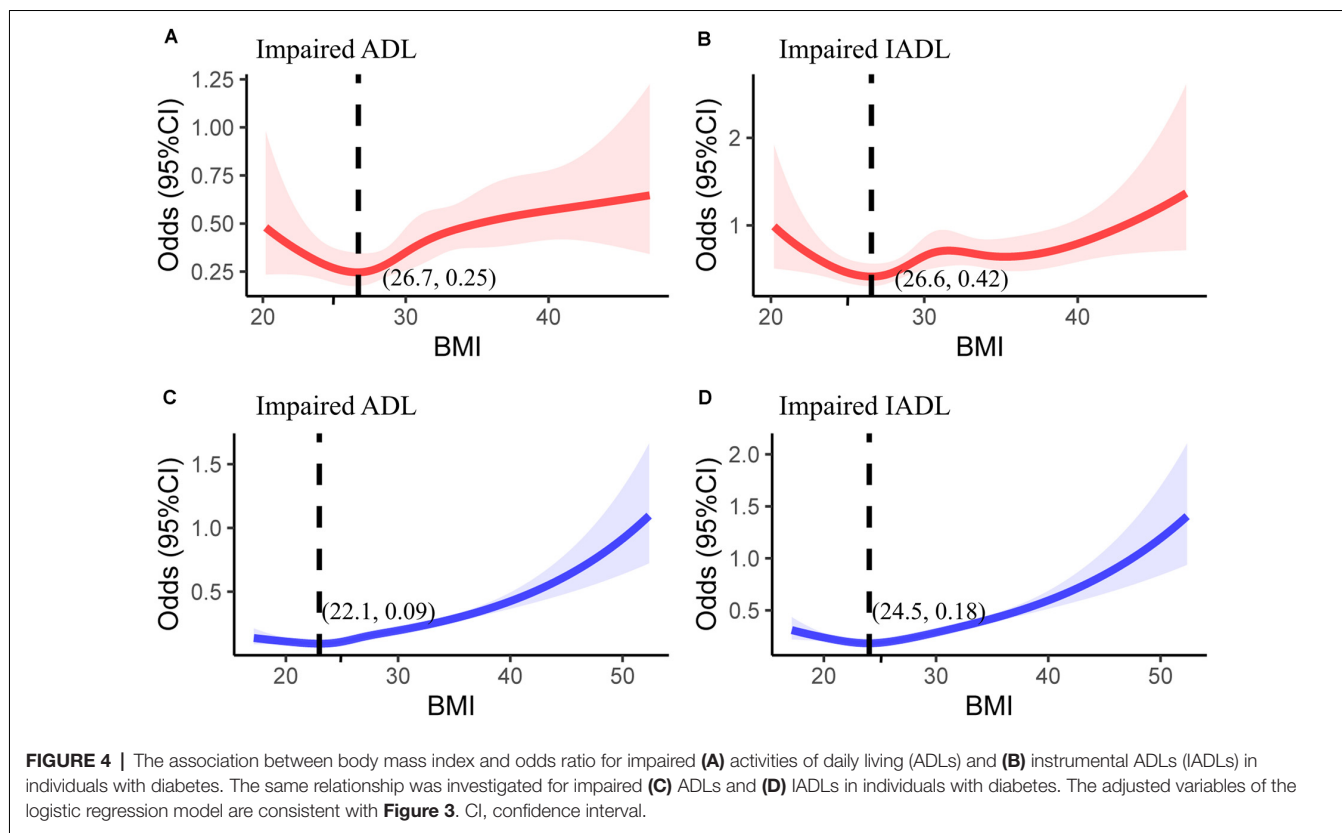 A
Impaired ADL
Odds (95%CI)
1.25
1.00
0.75
0.50
0.25
(26.7, 0.25)
20
30
40
BMI
B
Impaired IADL
Odds (95%CI)
2
1
(26.6, 0.42)
20
30
40
BMI
C
Impaired ADL
Odds (95%CI)
1.5
1.0
0.5
(22.1, 0.09)
20
30
40
50
BMI
D
Impaired IADL
Odds (95%CI)
2.0
1.5
1.0
0.5
(24.5, 0.18)
20
30
40
50
BMI
FIGURE 4 | The association between body mass index and odds ratio for impaired (A) activities of daily living (ADLs) and (B) instrumental ADLs (IADLs) in
individuals with diabetes. The same relationship was investigated for impaired (C) ADLs and (D) IADLs in individuals with diabetes. The adjusted variables of the
logistic regression model are consistent with Figure 3. CI, confidence interval.